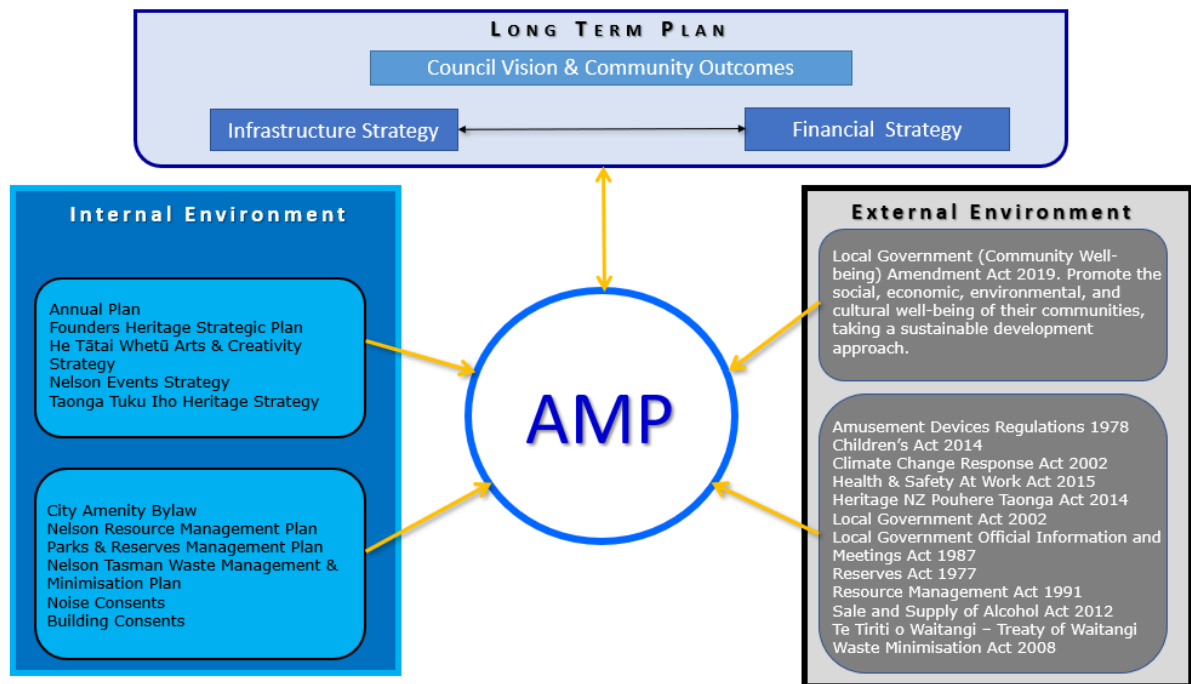 LONG TERM PLAN
Council Vision & Community Outcomes
Infrastructure Strategy
Financial Strategy
Internal Environment
Annual Plan
Founders Heritage Strategic Plan
He Tātai Whetū Arts & Creativity
Strategy
Nelson Events Strategy
Taonga Tuku Iho Heritage Strategy
City Amenity Bylaw
Nelson Resource Management Plan
Parks & Reserves Management Plan
Nelson Tasman Waste Management &
Minimisation Plan
Noise Consents
Building Consents
AMP
External Environment
Local Government (Community Well-
being) Amendment Act 2019. Promote the
social, economic, environmental, and
cultural well-being of their communities,
taking a sustainable development
approach.
Amusement Devices Regulations 1978
Children's Act 2014
Climate Change Response Act 2002
Health & Safety At Work Act 2015
Heritage NZ Pouhere Taonga Act 2014
Local Government Act 2002
Local Government Official Information and
Meetings Act 1987
Reserves Act 1977
Resource Management Act 1991
Sale and Supply of Alcohol Act 2012
Te Tiriti o Waitangi – Treaty of Waitangi
Waste Minimisation Act 2008